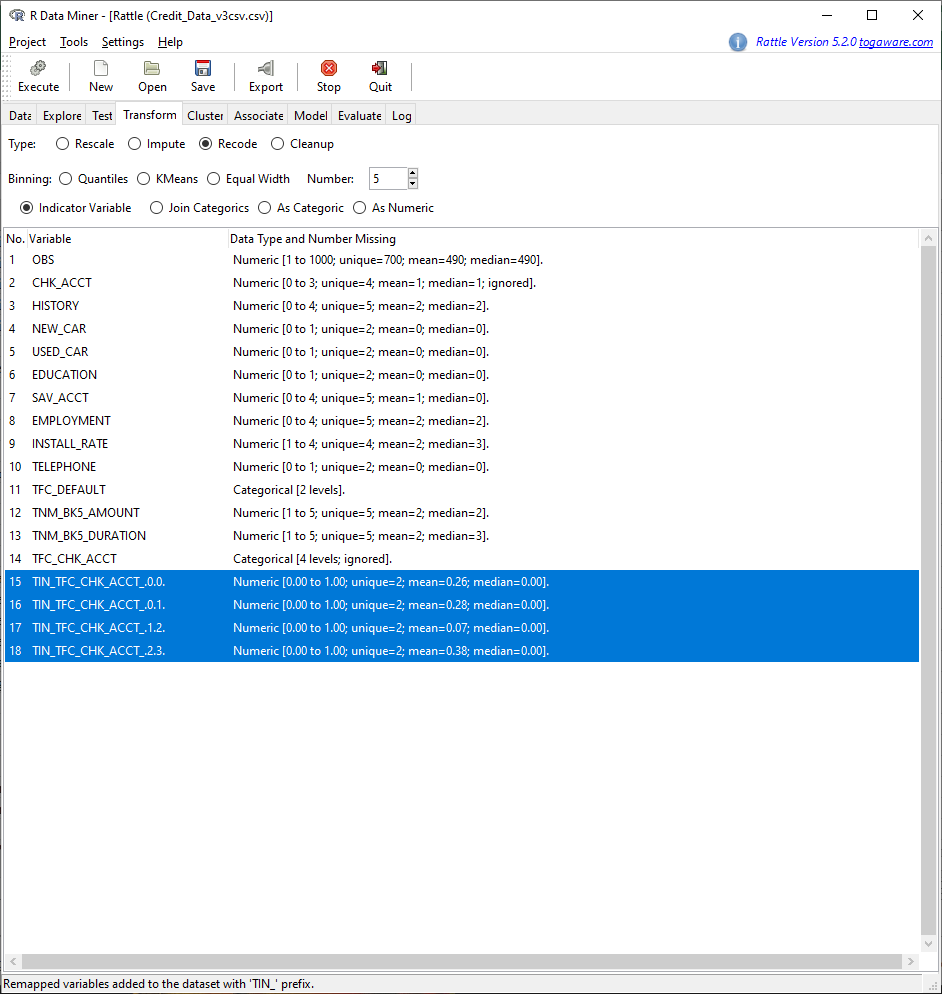 R Data Miner - [Rattle (Credit_Data_v3csv.csv)]
Project Tools Settings Help Rattle Version 5.2.0 togaware.com
Execute New Open Save Export Stop Quit
Data Explore Test Transform Cluster Associate Model Evaluate Log
Type: Rescale Impute Recode Cleanup
Binning: Quantiles KMeans Equal Width Number: 5
Indicator Variable Join Categorics As Categoric As Numeric
No. Variable Data Type and Number Missing
1 OBS Numeric [1 to 1000; unique=700; mean=490; median=490].
2 CHK_ACCT Numeric [0 to 3; unique=4; mean=1; median=1; ignored].
3 HISTORY Numeric [0 to 4; unique=5; mean=2; median=2].
4 NEW_CAR Numeric [0 to 1; unique=2; mean=0; median=0].
5 USED_CAR Numeric [0 to 1; unique=2; mean=0; median=0].
6 EDUCATION Numeric [0 to 1; unique=2; mean=0; median=0].
7 SAV_ACCT Numeric [0 to 4; unique=5; mean=1; median=0].
8 EMPLOYMENT Numeric [0 to 4; unique=5; mean=2; median=2].
9 INSTALL_RATE Numeric [1 to 4; unique=4; mean=2; median=3].
10 TELEPHONE Numeric [0 to 1; unique=2; mean=0; median=0].
11 TFC_DEFAULT Categorical [2 levels].
12 TNM_BK5_AMOUNT Numeric [1 to 5; unique=5; mean=2; median=2].
13 TNM_BK5_DURATION Numeric [1 to 5; unique=5; mean=2; median=3].
14 TFC_CHK_ACCT Categorical [4 levels; ignored].
15 TIN_TFC_CHK_ACCT_.0.0. Numeric [0.00 to 1.00; unique=2; mean=0.26; median=0.00].
16 TIN_TFC_CHK_ACCT_.0.1. Numeric [0.00 to 1.00; unique=2; mean=0.28; median=0.00].
17 TIN_TFC_CHK_ACCT_.1.2. Numeric [0.00 to 1.00; unique=2; mean=0.07; median=0.00].
18 TIN_TFC_CHK_ACCT_.2.3. Numeric [0.00 to 1.00; unique=2; mean=0.38; median=0.00].
Remapped variables added to the dataset with 'TIN_' prefix.